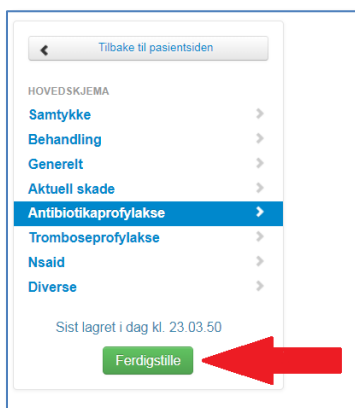 Tilbake til pasientsiden
HOVEDSKJEMA
Samtykke
Behandling
Generelt
Aktuell skade
Antibiotikaprofylakse
Tromboseprofylakse
Nsaid
Diverse
Sist lagret i dag kl. 23.03.50
Ferdigstille